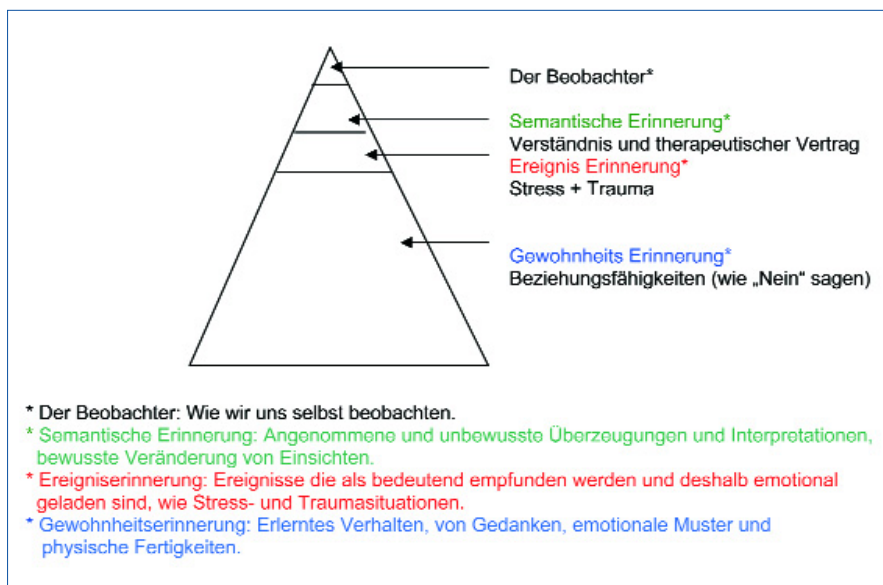 Der Beobachter*
Semantische Erinnerung*
Verständnis und therapeutischer Vertrag
Ereignis Erinnerung*
Stress + Trauma
Gewohnheits Erinnerung*
Beziehungsfähigkeiten (wie „Nein“ sagen)
* Der Beobachter: Wie wir uns selbst beobachten.
* Semantische Erinnerung: Angenommene und unbewusste Überzeugungen und Interpretationen,
bewusste Veränderung von Einsichten.
* Ereigniserinnerung: Ereignisse die als bedeutend empfunden werden und deshalb emotional
geladen sind, wie Stress- und Traumasituationen.
* Gewohnheitserinnerung: Erlerntes Verhalten, von Gedanken, emotionale Muster und
physische Fertigkeiten.